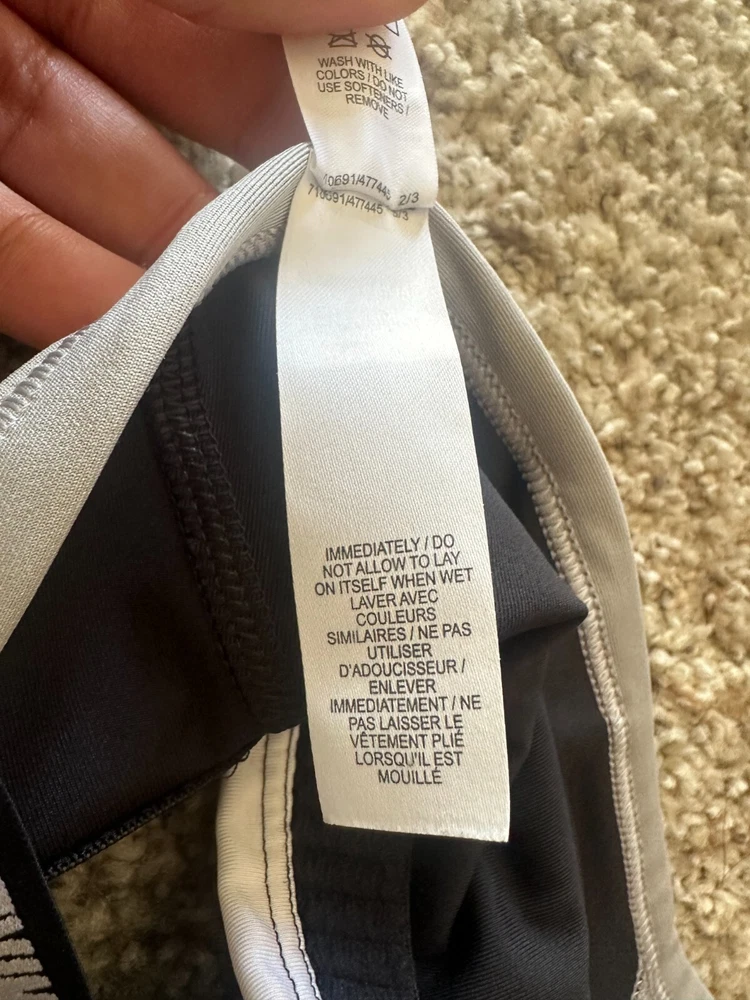 WASH WITH LIKE
COLORS / DO NOT
USE SOFTENERS /
REMOVE
2/3
IMMEDIATELY / DO
NOT ALLOW TO LAY
ON ITSELF WHEN WET
LAVER AVEC
COULEURS
SIMILAIRES / NE PAS
UTILISER
D'ADOUCISSEUR /
ENLEVER
IMMEDIATEMENT / NE
PAS LAISSER LE
VÊTEMENT PLIÉ
LORSQU'IL EST
MOUILLÉ